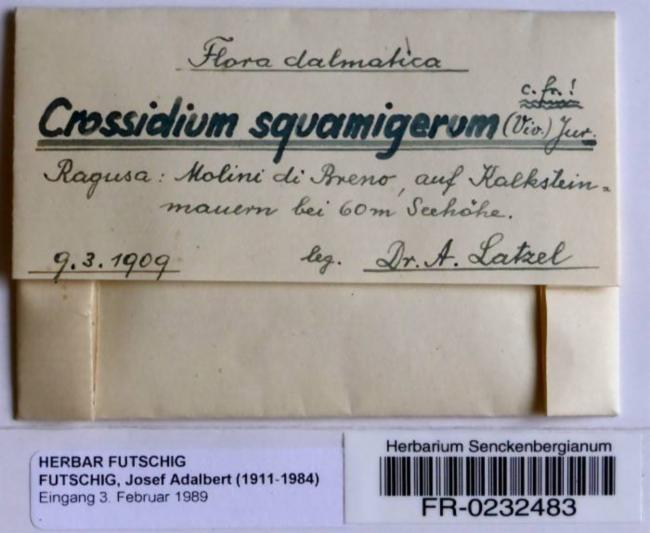 Flora dalmatica
c. fr.!
Crossidium squamigerum (Viv.) Jur.
Ragusa: Molini di Breno, auf Kalkstein=
mauern bei 60m Seehöhe.
9.3.1909 leg. Dr. A. Latzel
HERBAR FUTSCHIG
FUTSCHIG, Josef Adalbert (1911-1984)
Eingang 3. Februar 1989
Herbarium Senckenbergianum
FR-0232483